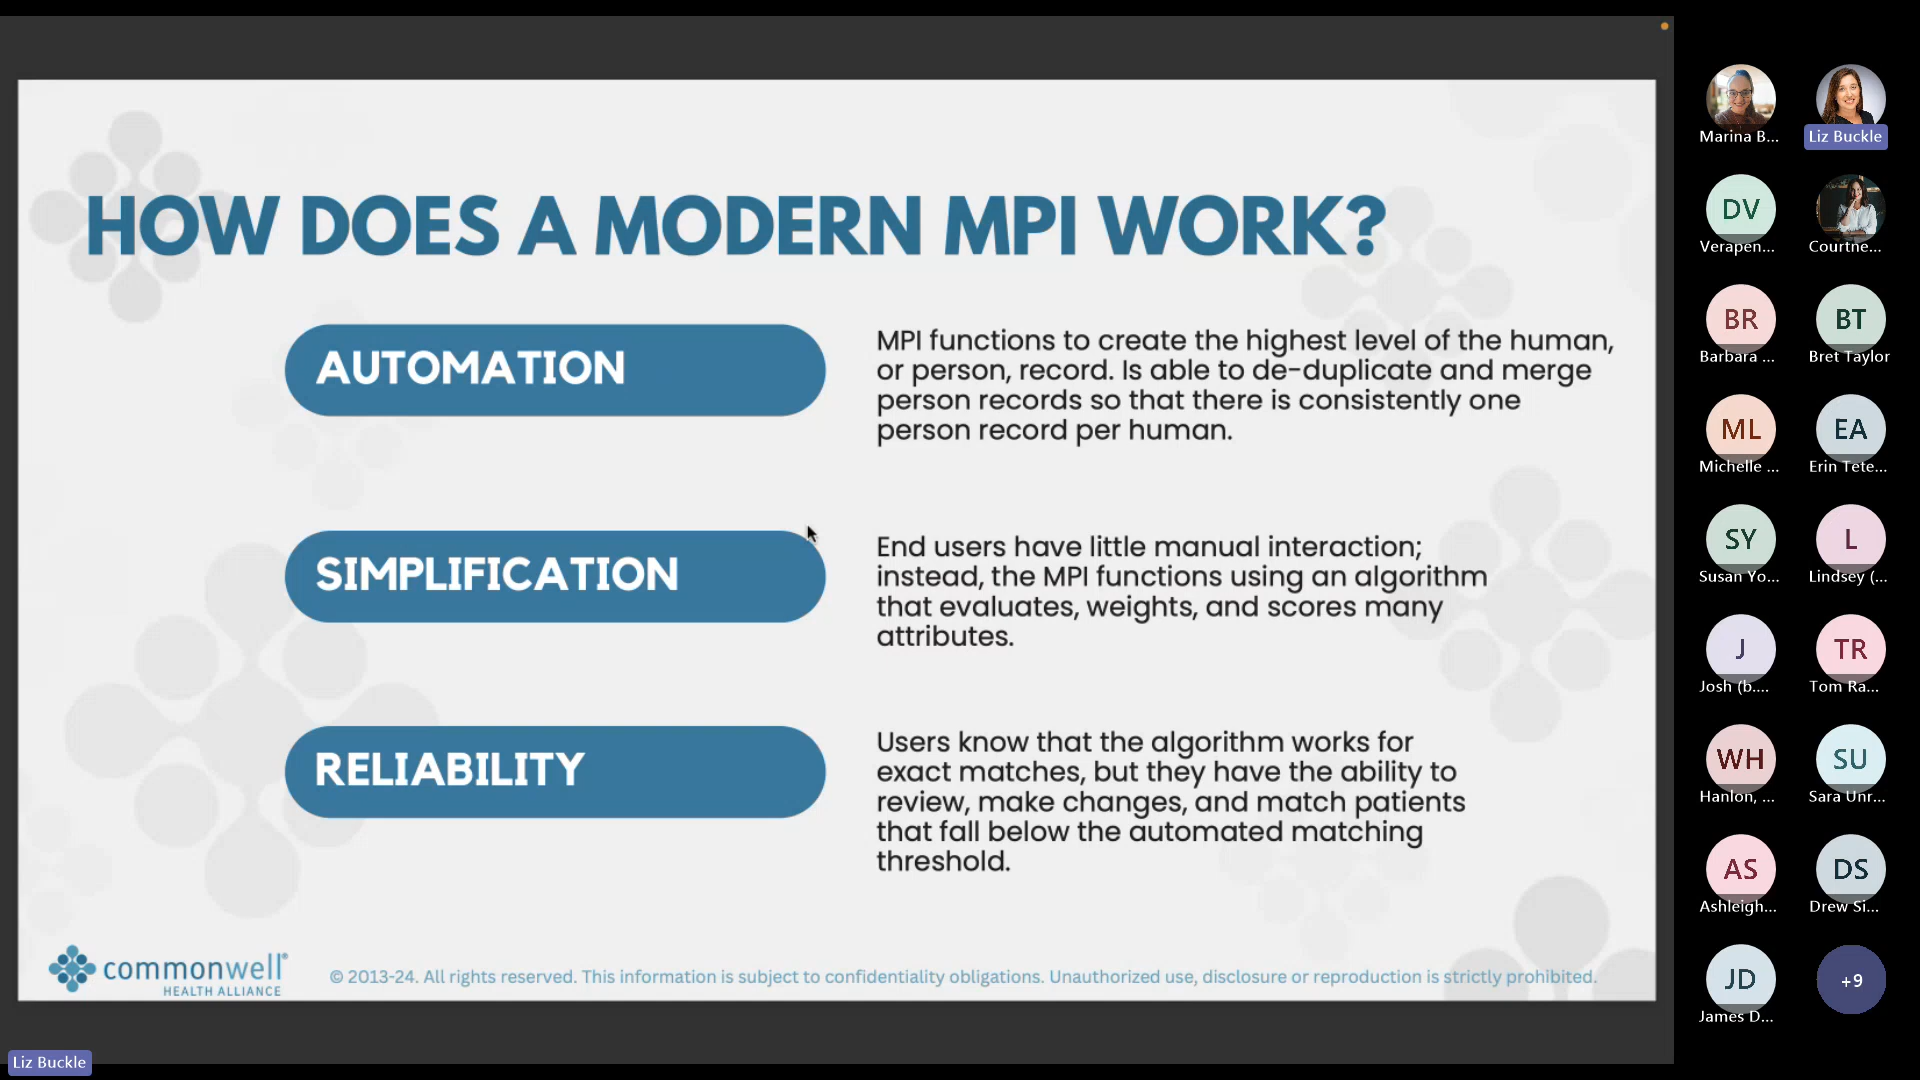 HOW DOES A MODERN MPI WORK?
AUTOMATION
MPI functions to create the highest level of the human,
or person, record. Is able to de-duplicate and merge
person records so that there is consistently one
person record per human.
SIMPLIFICATION
End users have little manual interaction;
instead, the MPI functions using an algorithm
that evaluates, weights, and scores many
attributes.
RELIABILITY
Users know that the algorithm works for
exact matches, but they have the ability to
review, make changes, and match patients
that fall below the automated matching
threshold.
commonwell®
HEALTH ALLIANCE
© 2013-24. All rights reserved. This information is subject to confidentiality obligations. Unauthorized use, disclosure or reproduction is strictly prohibited.
Liz Buckle
Marina B...
Liz Buckle
DV
Verapen...
Courtne...
BR
Barbara ...
BT
Bret Taylor
ML
Michelle ...
EA
Erin Tete...
SY
Susan Yo...
L
Lindsey (...
J
Josh (b....
TR
Tom Ra...
WH
Hanlon, ...
SU
Sara Unr...
AS
Ashleigh...
DS
Drew Si...
JD
James D...
+9